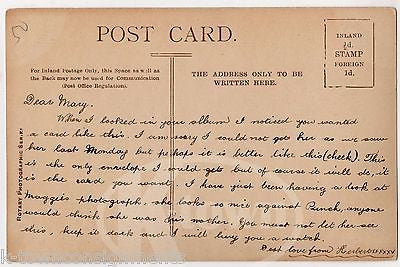 POST CARD.
INLAND
½d.
STAMP
FOREIGN
1d.
For Inland Postage Only, this Space as well as
the Back may now be used for Communication
(Post Office Regulation).
THE ADDRESS ONLY TO BE
WRITTEN HERE.
ROTARY PHOTOGRAPHIC SERIES
Dear Mary.
When I looked in your album I noticed you wanted
a card like this. I am sorry I could not get her as we saw
her last Monday but perhaps it is better like this (cheek). This
is the only envelope I could get but of course it will do, it
is the card you want. I have just been having at
Maggets photograph, she looks so nice against Punch, anyone
would think she was his mother. You must not let her see
this, keep it dark and I will buy you a watch.
Best love from Herbert xxxx